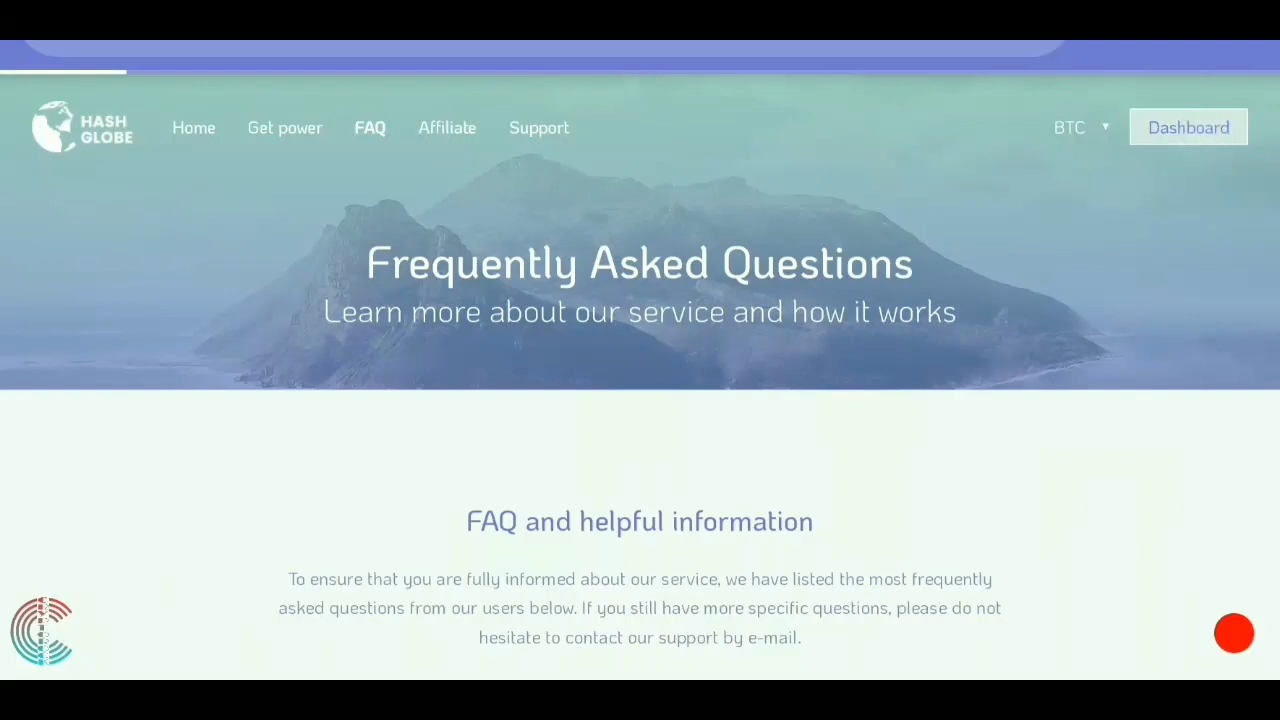 HASH
GLOBE
Home Get power FAQ Affiliate Support BTC Dashboard
Frequently Asked Questions
Learn more about our service and how it works
FAQ and helpful information
To ensure that you are fully informed about our service, we have listed the most frequently
asked questions from our users below. If you still have more specific questions, please do not
hesitate to contact our support by e-mail.